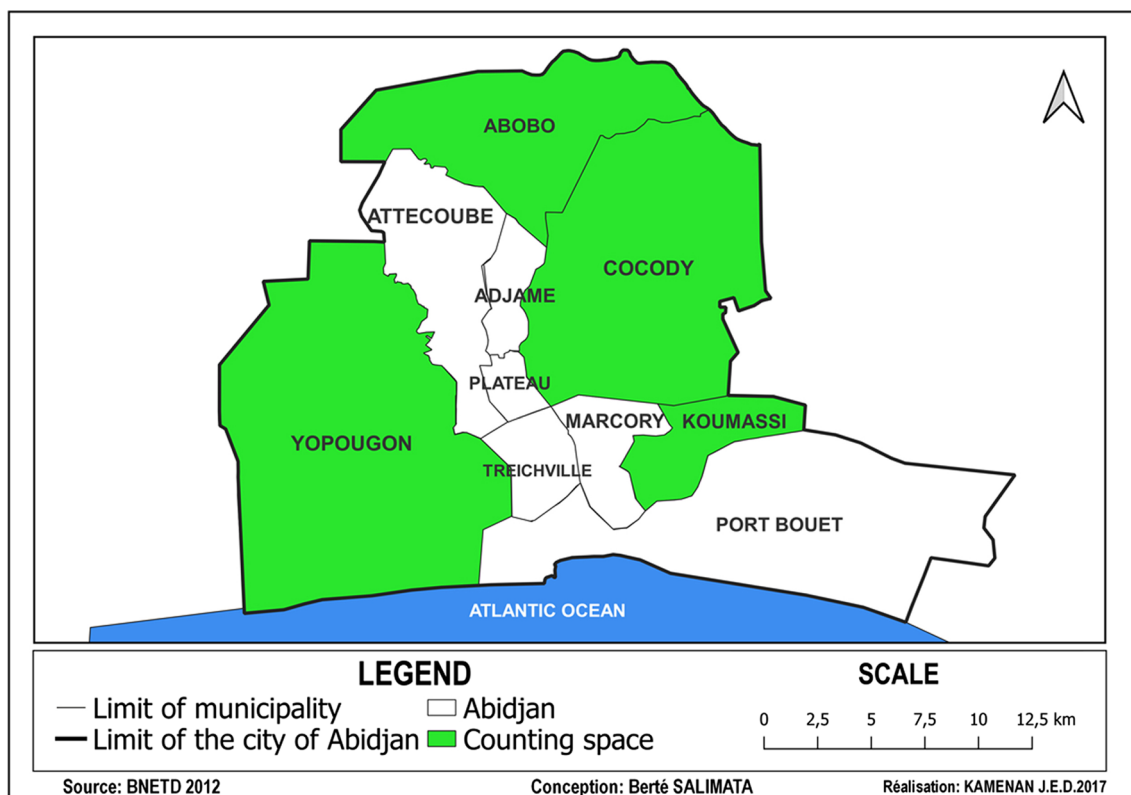 ABOBO
ATTECOUBE
COCODY
ADJAME
PLATEAU
MARCORY
KOUMASSI
YOPOUGON
TREICHVILLE
PORT BOUET
ATLANTIC OCEAN
LEGEND
Limit of municipality
Abidjan
Limit of the city of Abidjan
Counting space
SCALE
0 2,5 5 7,5 10 12,5 km
Source: BNETD 2012 Conception: Berté SALIMATA Réalisation: KAMENAN J.E.D.2017